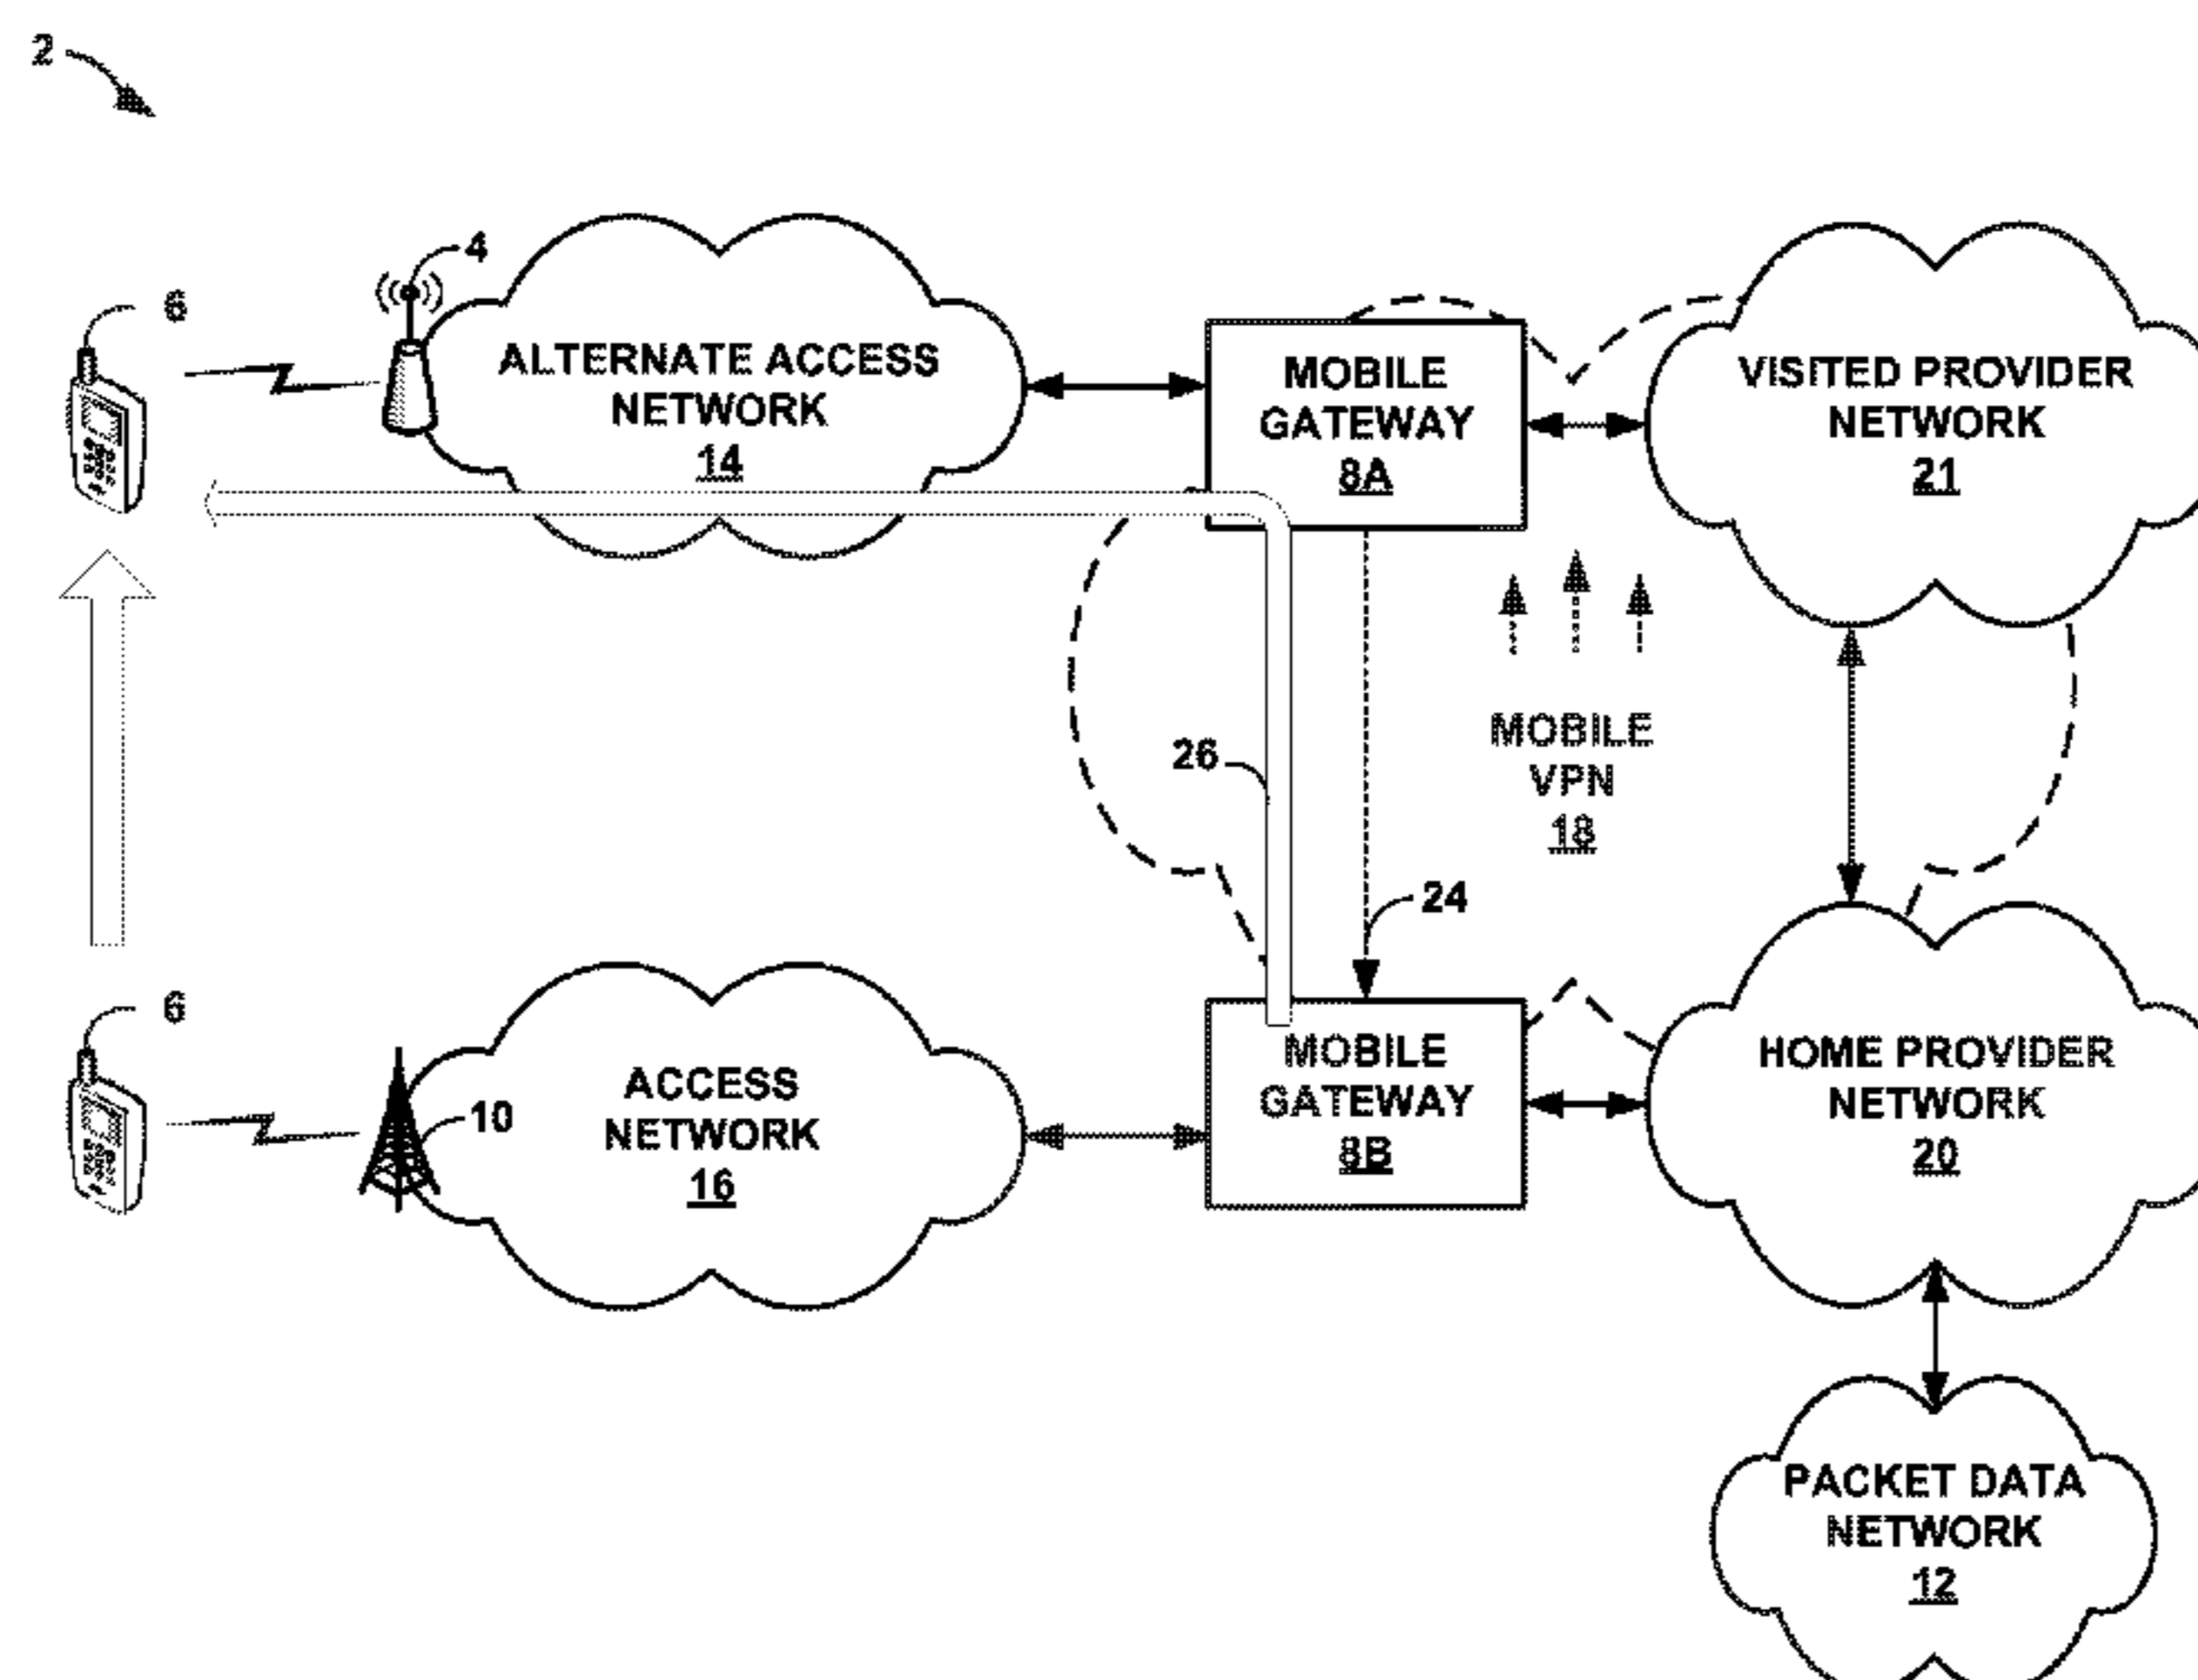 2
4
6
ALTERNATE ACCESS
NETWORK
14
MOBILE
GATEWAY
8A
VISITED PROVIDER
NETWORK
21
26
MOBILE
VPN
18
24
6
10
ACCESS
NETWORK
16
MOBILE
GATEWAY
8B
HOME PROVIDER
NETWORK
20
PACKET DATA
NETWORK
12